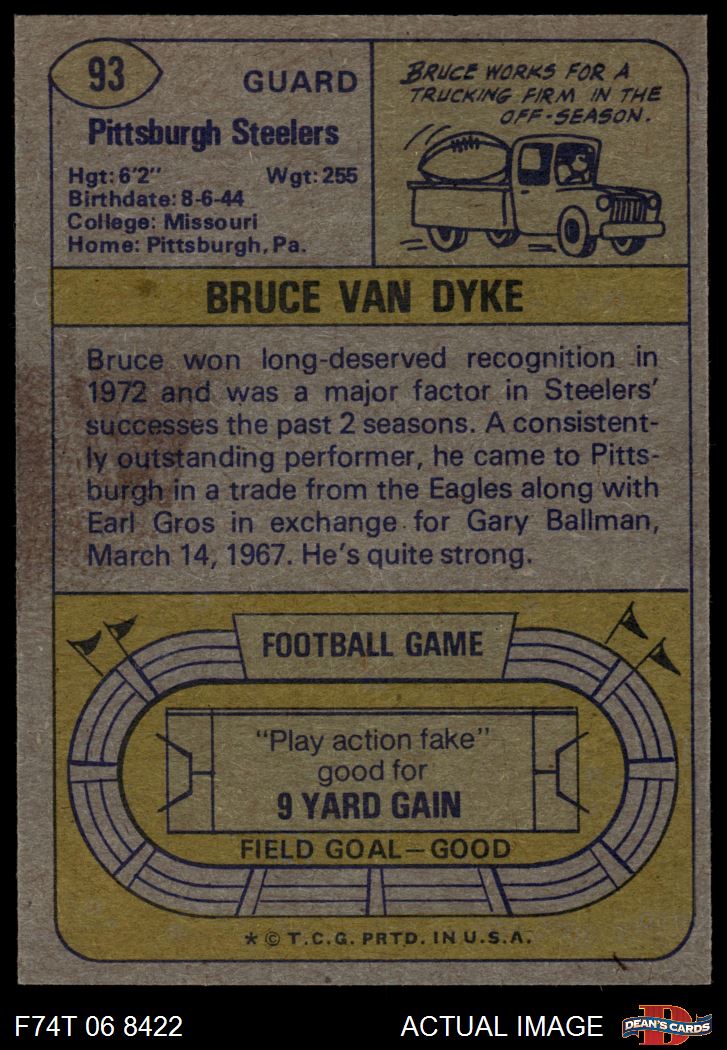 93
GUARD
Pittsburgh Steelers
Hgt: 6'2" Wgt: 255
Birthdate: 8-6-44
College: Missouri
Home: Pittsburgh, Pa.
BRUCE WORKS FOR A
TRUCKING FIRM IN THE
OFF-SEASON.
BRUCE VAN DYKE
Bruce won long-deserved recognition in
1972 and was a major factor in Steelers'
successes the past 2 seasons. A consistent-
ly outstanding performer, he came to Pitts-
burgh in a trade from the Eagles along with
Earl Gros in exchange for Gary Ballman,
March 14, 1967. He's quite strong.
FOOTBALL GAME
"Play action fake"
good for
9 YARD GAIN
FIELD GOAL—GOOD
* © T.C.G. PRTD. IN U.S.A.
F74T 06 8422 ACTUAL IMAGE
D
DEAN'S CARDS